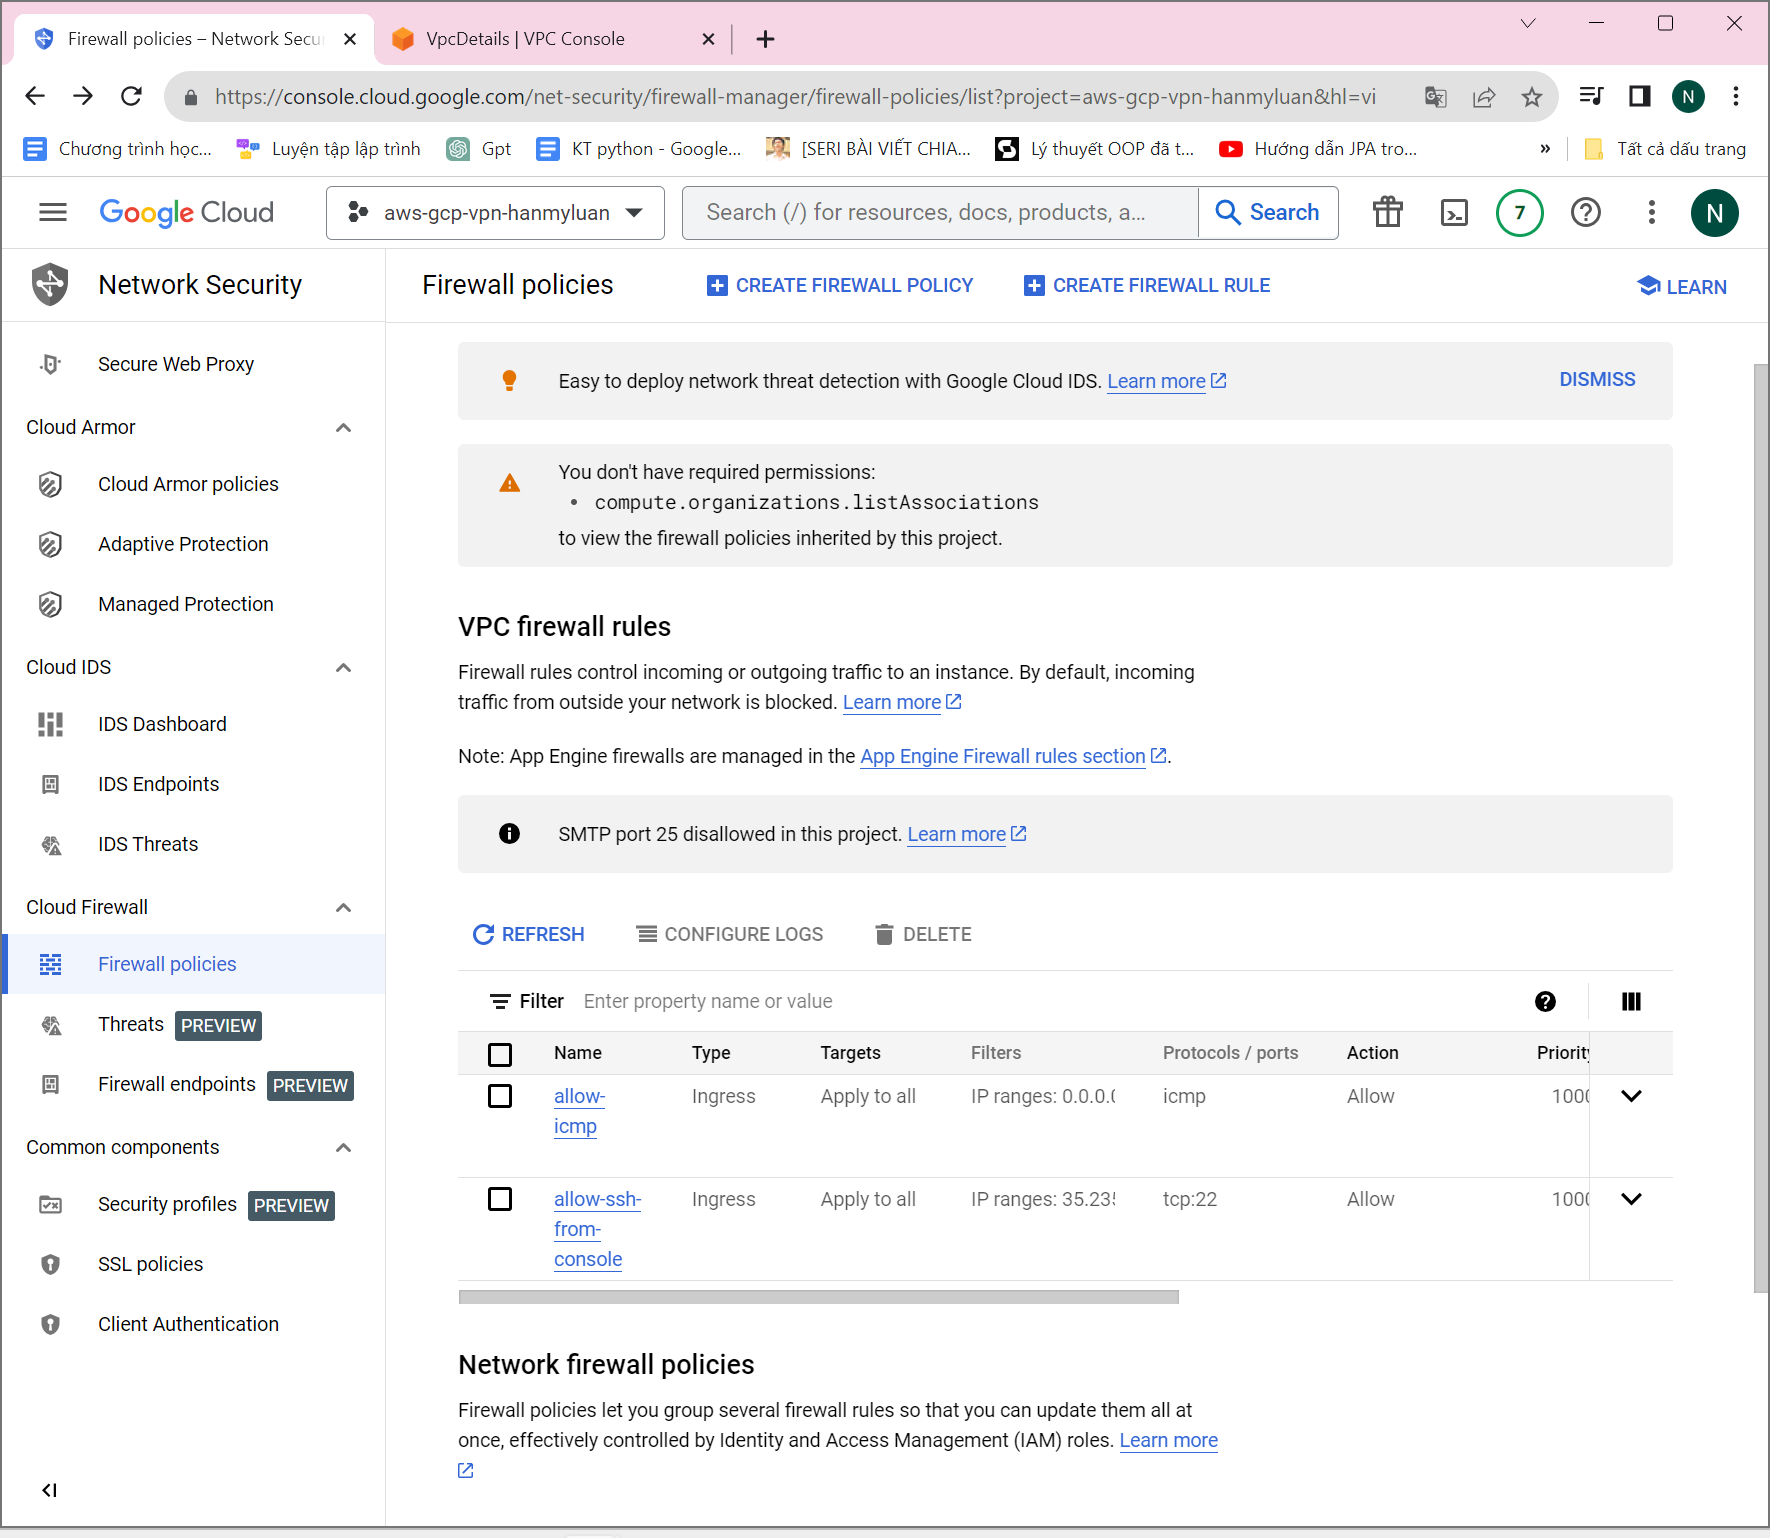 Firewall policies – Network Secu
VpcDetails | VPC Console
https://console.cloud.google.com/net-security/firewall-manager/firewall-policies/list?project=aws-gcp-vpn-hanmyluan&hl=vi
N
Chương trình học...
Luyện tập lập trình
Gpt
KT python - Google...
[SERI BÀI VIẾT CHIA...
Lý thuyết OOP đã t...
Hướng dẫn JPA tro...
»
Tất cả dấu trang
Google Cloud
aws-gcp-vpn-hanmyluan
Search (/) for resources, docs, products, a...
Search
7
N
Network Security
Firewall policies
CREATE FIREWALL POLICY
CREATE FIREWALL RULE
LEARN
Secure Web Proxy
Cloud Armor
Cloud Armor policies
Adaptive Protection
Managed Protection
Cloud IDS
IDS Dashboard
IDS Endpoints
IDS Threats
Cloud Firewall
Firewall policies
Threats PREVIEW
Firewall endpoints PREVIEW
Common components
Security profiles PREVIEW
SSL policies
Client Authentication
Easy to deploy network threat detection with Google Cloud IDS. Learn more
DISMISS
You don't have required permissions:
• compute.organizations.listAssociations
to view the firewall policies inherited by this project.
VPC firewall rules
Firewall rules control incoming or outgoing traffic to an instance. By default, incoming
traffic from outside your network is blocked. Learn more
Note: App Engine firewalls are managed in the App Engine Firewall rules section.
SMTP port 25 disallowed in this project. Learn more
REFRESH
CONFIGURE LOGS
DELETE
Filter Enter property name or value
Name Type Targets Filters Protocols / ports Action Priority
allow-
icmp
Ingress Apply to all IP ranges: 0.0.0.0 icmp Allow 1000
allow-ssh-
from-
console
Ingress Apply to all IP ranges: 35.235 tcp:22 Allow 1000
Network firewall policies
Firewall policies let you group several firewall rules so that you can update them all at
once, effectively controlled by Identity and Access Management (IAM) roles. Learn more